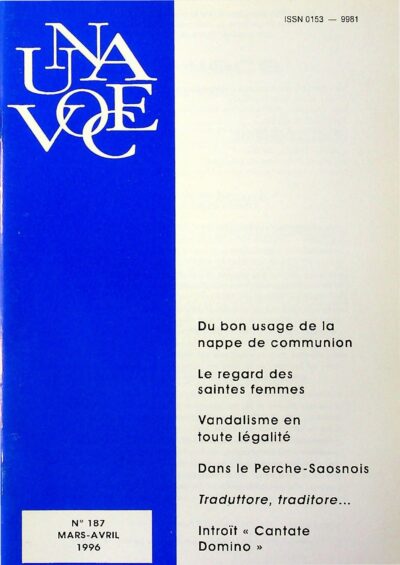 ISSN 0153 — 9981
UNA
VOCE
Du bon usage de la
nappe de communion
Le regard des
saintes femmes
Vandalisme en
toute légalité
Dans le Perche-Saosnois
Traduttore, traditore...
Introït « Cantate
Domino »
N° 187
MARS-AVRIL
1996